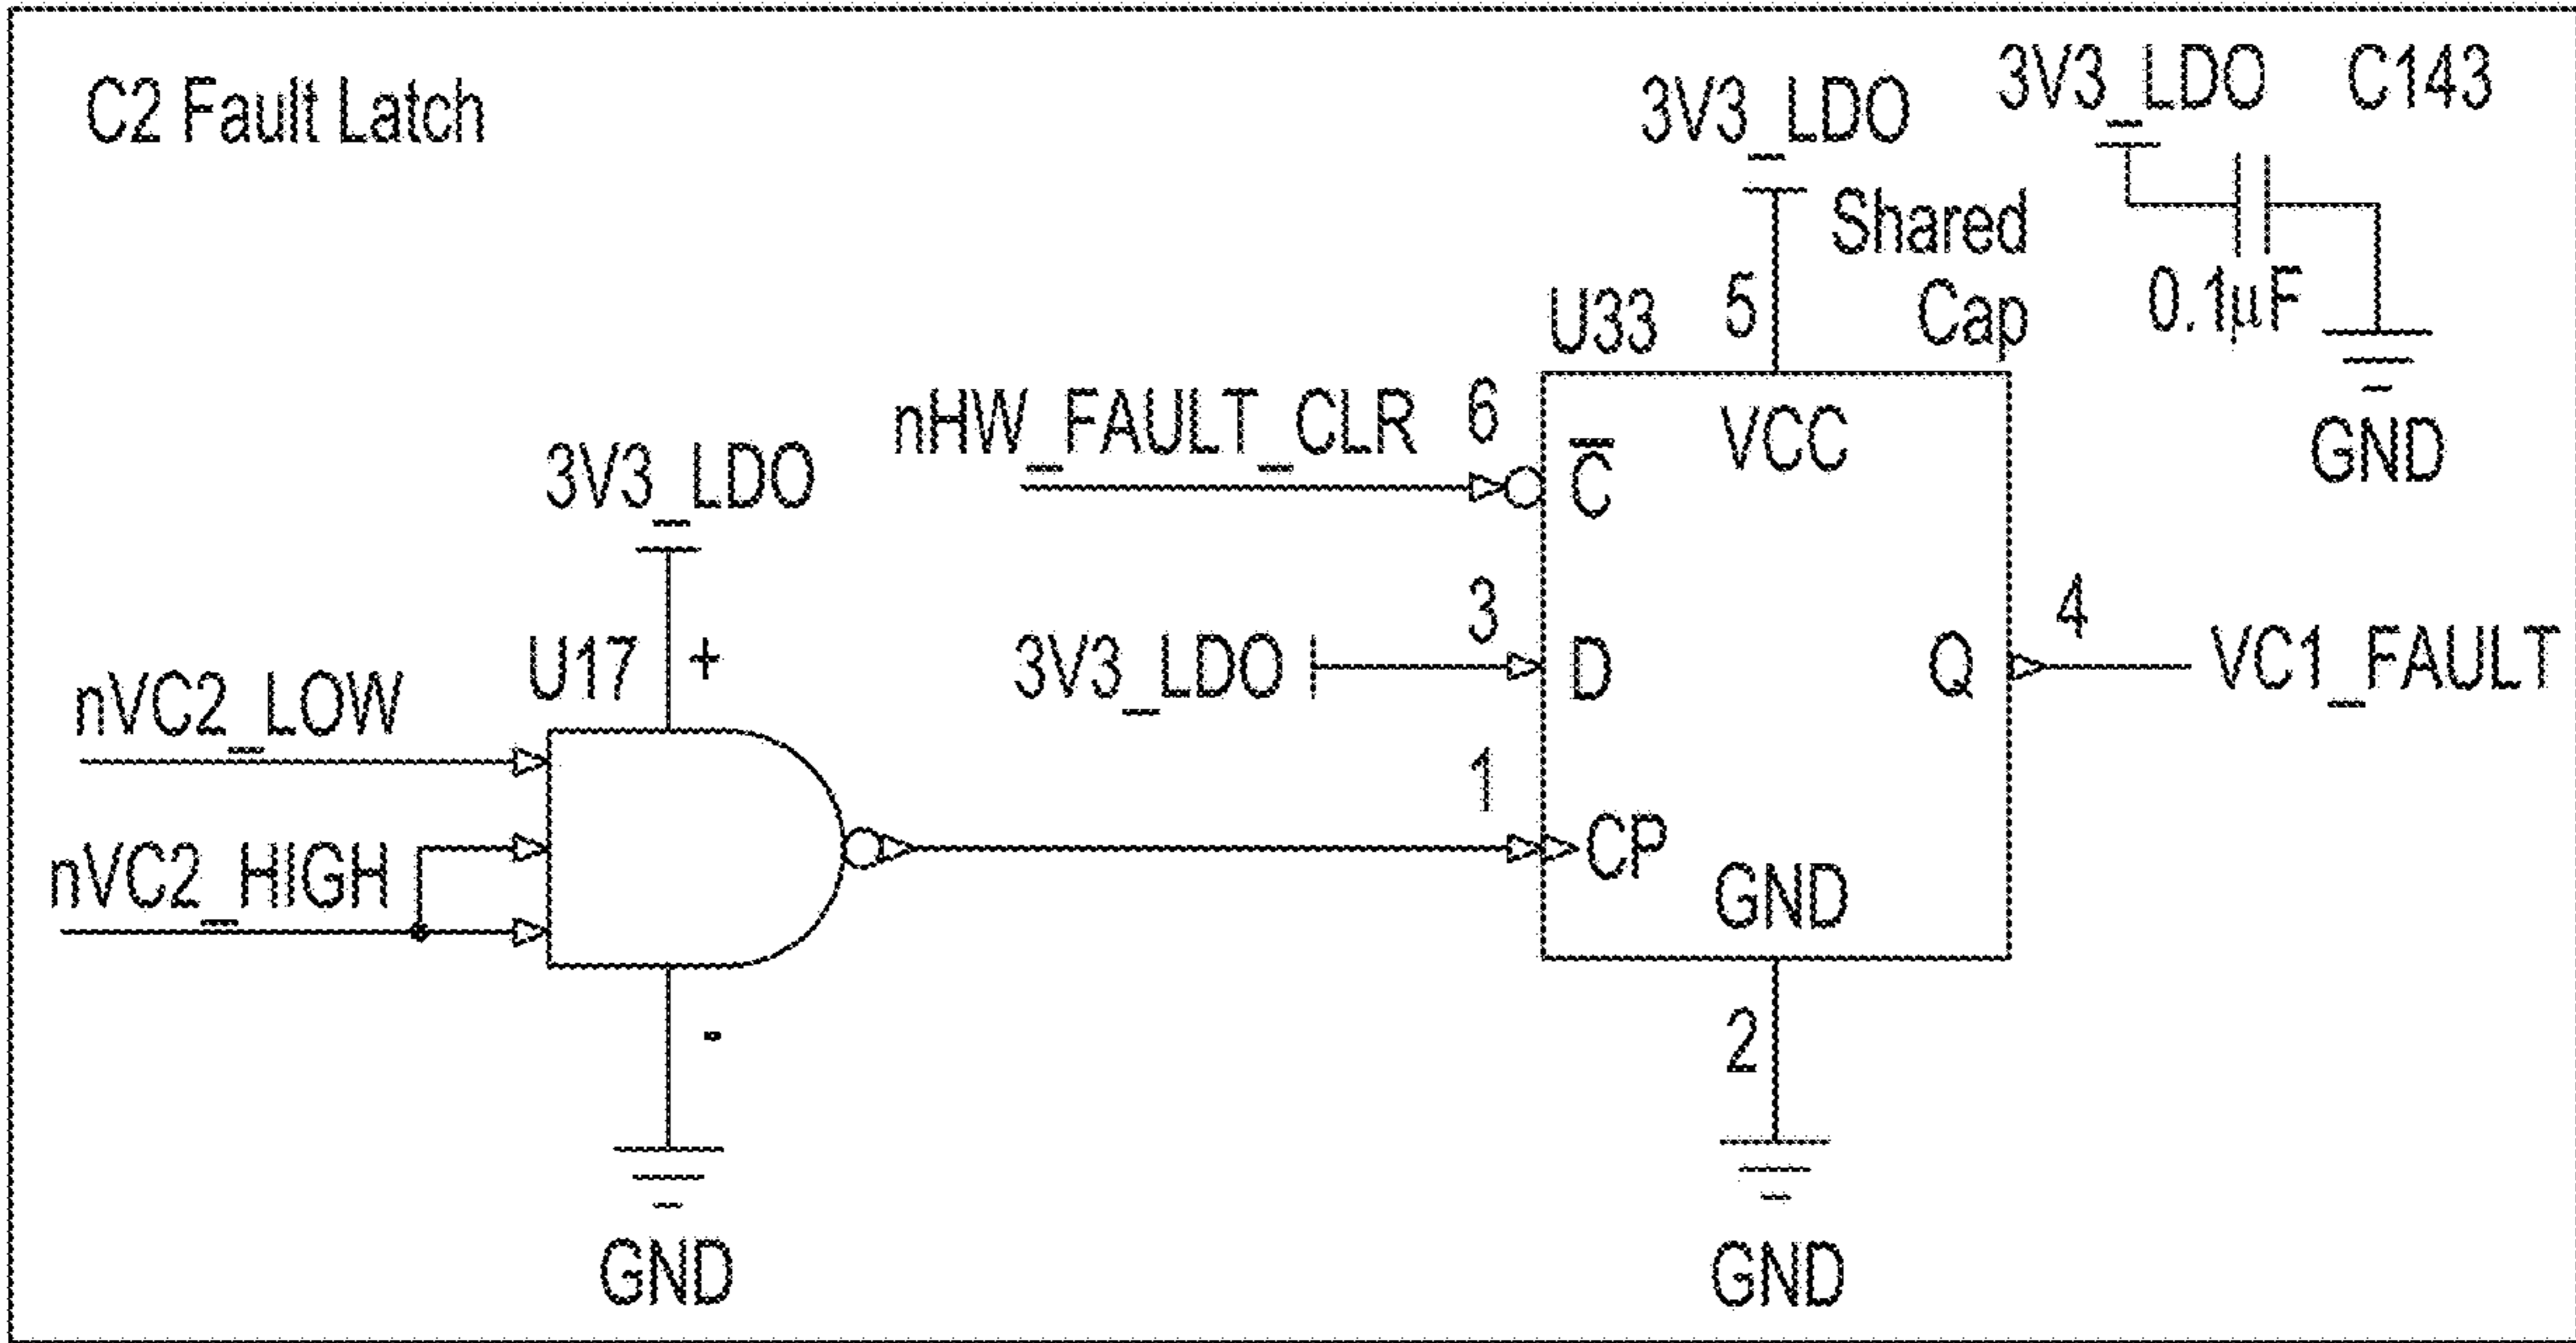 C2 Fault Latch
3V3_LDO
3V3_LDO C143
Shared
Cap
0.1µF
GND
U33
5
nHW_FAULT_CLR
6
C̅
VCC
3V3_LDO
U17
+
3V3_LDO
3
D
Q
4
VC1_FAULT
nVC2_LOW
nVC2_HIGH
1
CP
GND
-
2
GND
GND